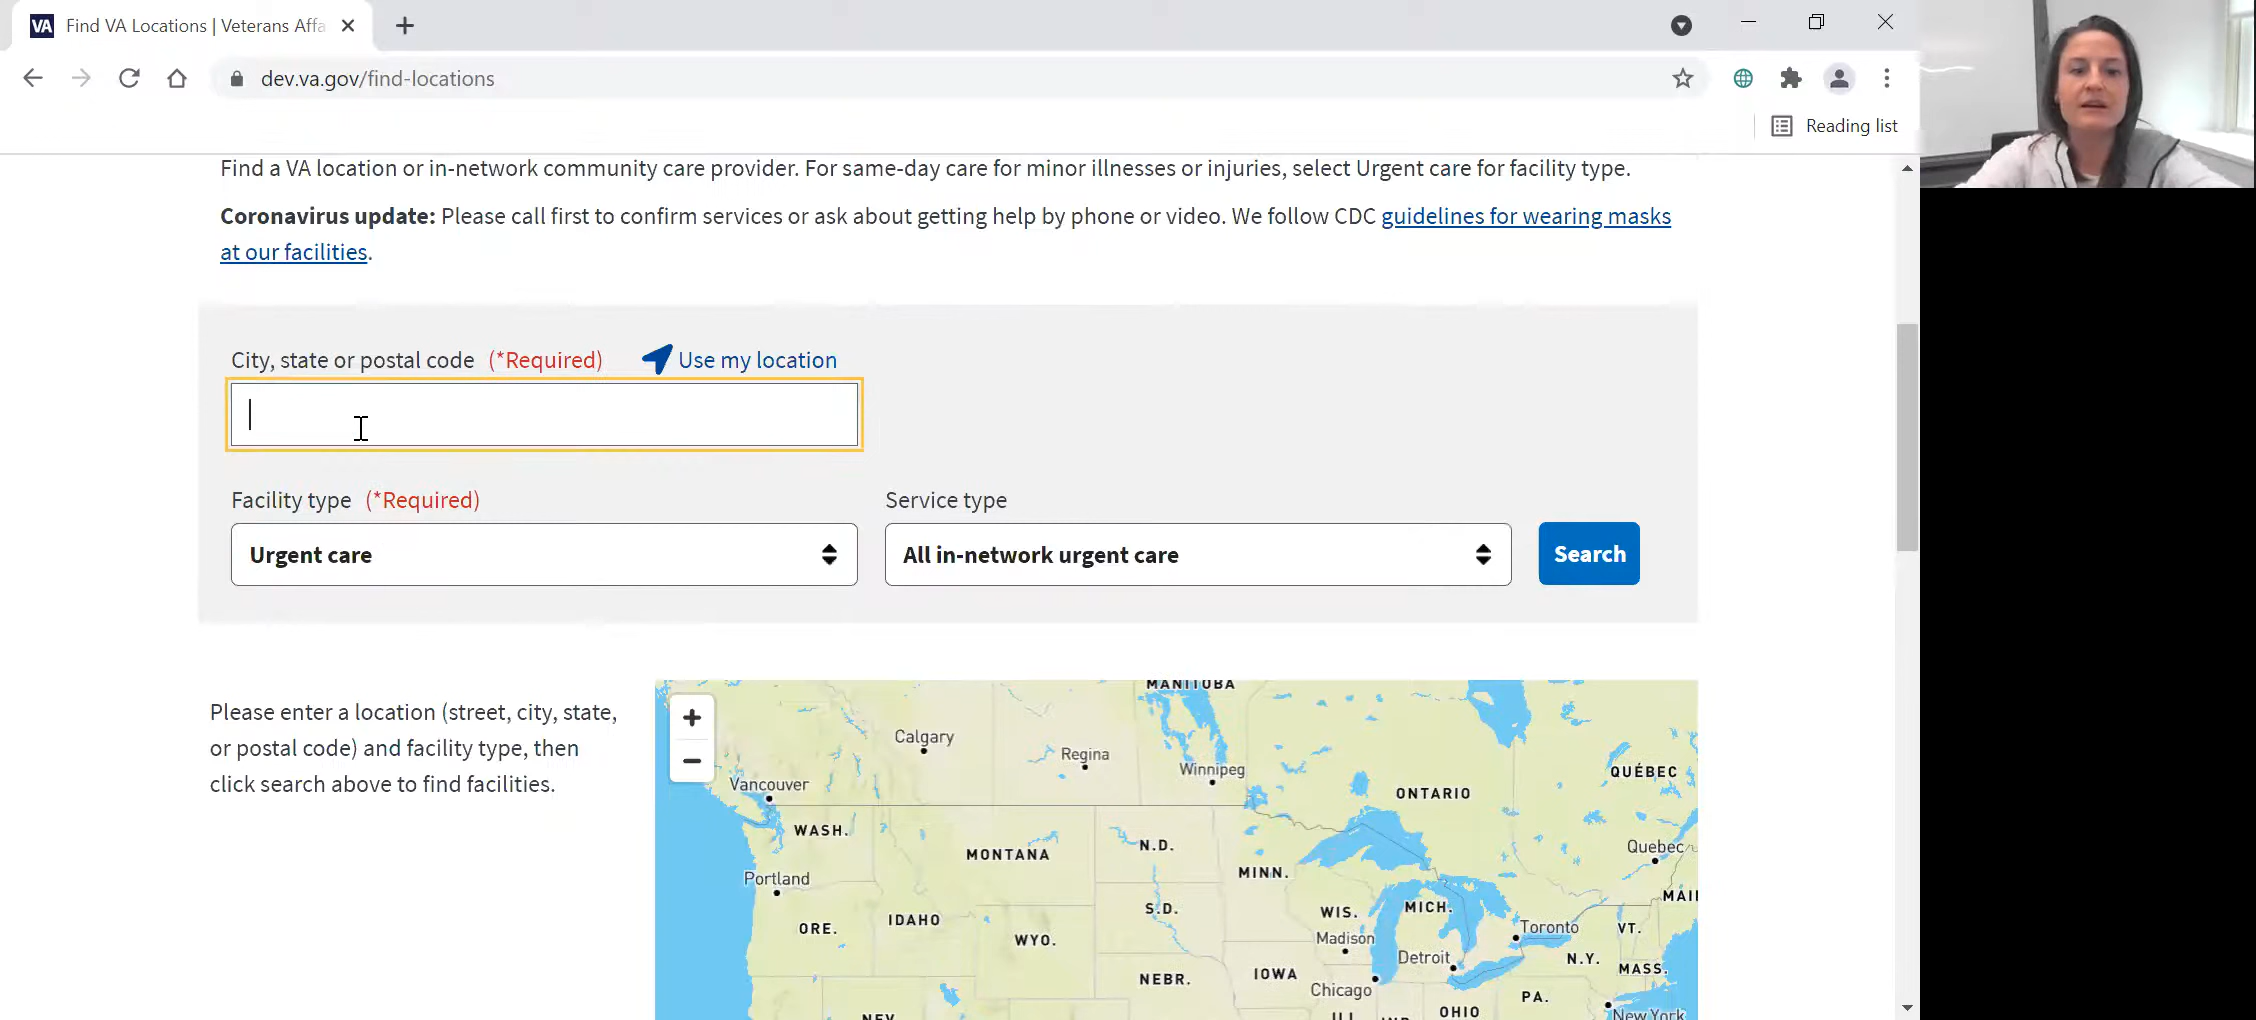 VA Find VA Locations | Veterans Affa
dev.va.gov/find-locations
Reading list
Find a VA location or in-network community care provider. For same-day care for minor illnesses or injuries, select Urgent care for facility type.
Coronavirus update: Please call first to confirm services or ask about getting help by phone or video. We follow CDC guidelines for wearing masks
at our facilities.
City, state or postal code (*Required) Use my location
Facility type (*Required) Service type
Urgent care All in-network urgent care Search
Please enter a location (street, city, state,
or postal code) and facility type, then
click search above to find facilities.
+
−
MANITOBA
Calgary
Regina
Winnipeg
QUÉBEC
Vancouver
ONTARIO
WASH.
N.D.
Quebec
MONTANA
MINN.
Portland
MAI
S.D.
WIS.
MICH.
IDAHO
ORE.
Toronto
VT.
WYO.
Madison
Detroit
N.Y.
MASS.
NEBR.
IOWA
Chicago
PA.
OHIO
New York
NEV
ILL
IND